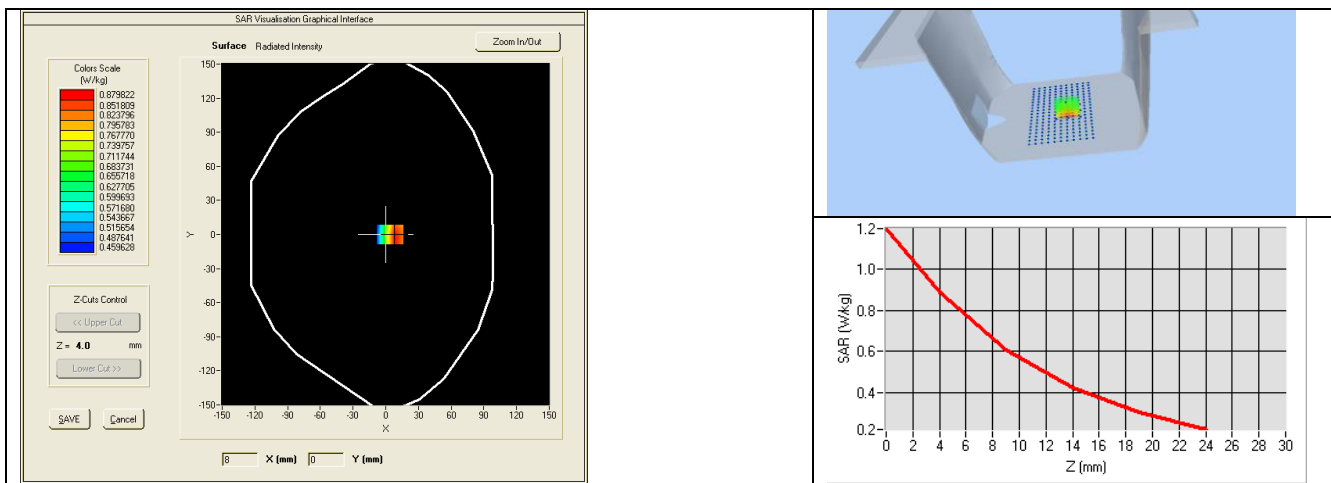 SAR Visualisation Graphical Interface
Surface Radiated Intensity
Zoom In/Out
Colors Scale
(W/kg)
0.879822
0.851809
0.823796
0.795783
0.767770
0.739757
0.711744
0.683731
0.655718
0.627705
0.599693
0.571680
0.543667
0.515654
0.487641
0.459628
Z-Cuts Control
<< Upper Cut
Z = 4.0 mm
Lower Cut >>
SAVE Cancel
150-
120-
90-
60-
30-
0-
-30-
-60-
-90-
-120-
-150-
Y
-150 -120 -90 -60 -30 0 30 60 90 120 150
X
8 X (mm) 0 Y (mm)
1.2-
1.0-
0.8-
0.6-
0.4-
0.2-
SAR (W/kg)
0 2 4 6 8 10 12 14 16 18 20 22 24 26 28 30
Z (mm)